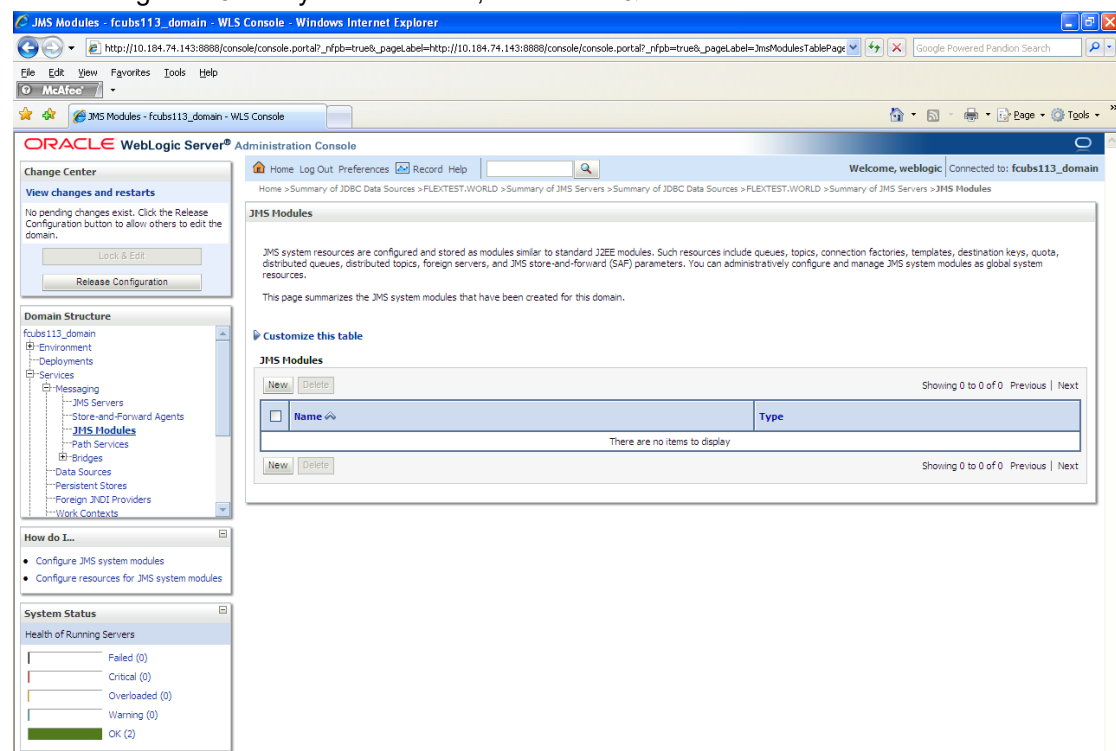 JMS Modules - fcubs113_domain - WLS Console - Windows Internet Explorer
http://10.184.74.143:8888/console/console.portal?_nfpb=true&_pageLabel=http://10.184.74.143:8888/console/console.portal?_nfpb=true&_pageLabel=JmsModulesTablePage
Google Powered Pandion Search
File Edit View Favorites Tools Help
McAfee
JMS Modules - fcubs113_domain - WLS Console
Page Tools
ORACLE WebLogic Server® Administration Console
Change Center
View changes and restarts
No pending changes exist. Click the Release
Configuration button to allow others to edit the
domain.
Lock & Edit
Release Configuration
Domain Structure
fcubs113_domain
Environment
Deployments
Services
Messaging
JMS Servers
Store-and-Forward Agents
JMS Modules
Path Services
Bridges
Data Sources
Persistent Stores
Foreign JNDI Providers
Work Contexts
How do I...
Configure JMS system modules
Configure resources for JMS system modules
System Status
Health of Running Servers
Failed (0)
Critical (0)
Overloaded (0)
Warning (0)
OK (2)
Home Log Out Preferences Record Help
Welcome, weblogic Connected to: fcubs113_domain
Home >Summary of JDBC Data Sources >FLEXTEST.WORLD >Summary of JMS Servers >Summary of JDBC Data Sources >FLEXTEST.WORLD >Summary of JMS Servers >JMS Modules
JMS Modules
JMS system resources are configured and stored as modules similar to standard J2EE modules. Such resources include queues, topics, connection factories, templates, destination keys, quota,
distributed queues, distributed topics, foreign servers, and JMS store-and-forward (SAF) parameters. You can administratively configure and manage JMS system modules as global system
resources.
This page summarizes the JMS system modules that have been created for this domain.
Customize this table
JMS Modules
New Delete Showing 0 to 0 of 0 Previous | Next
Name Type
There are no items to display
New Delete Showing 0 to 0 of 0 Previous | Next